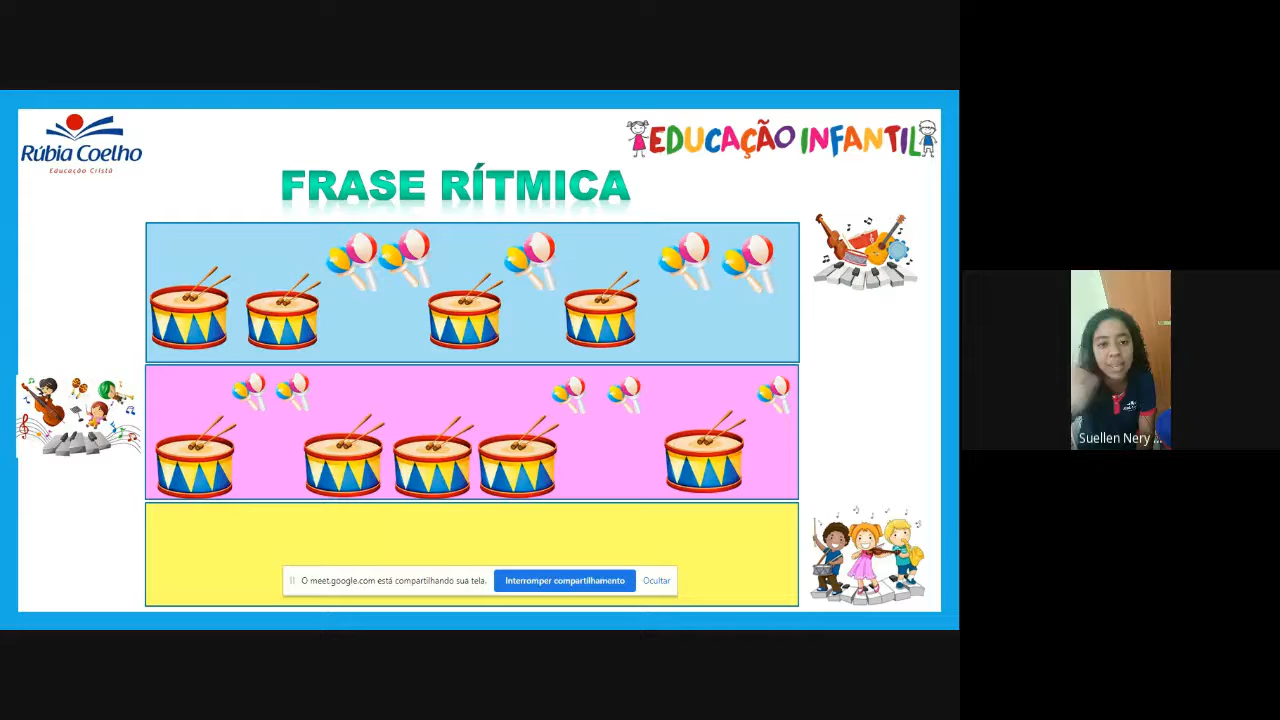 Rúbia Coelho
Educação Cristã
EDUCAÇÃO INFANTIL
FRASE RÍTMICA
O meet.google.com está compartilhando sua tela.
Interromper compartilhamento
Ocultar
Suellen Nery ...